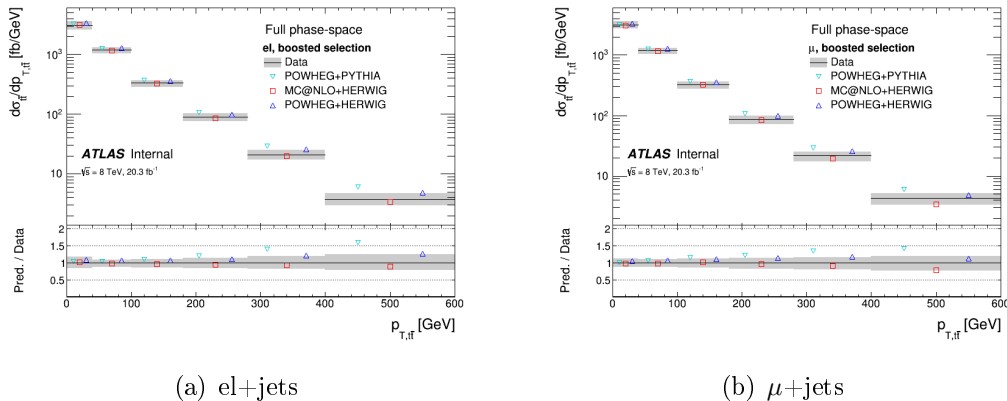 dσ_tt̄/dp_T,tt̄ [fb/GeV]
Full phase-space
el, boosted selection
Data
POWHEG+PYTHIA
MC@NLO+HERWIG
POWHEG+HERWIG
ATLAS Internal
√s = 8 TeV, 20.3 fb⁻¹
10³
10²
10
Pred. / Data
2
1.5
1
0.5
0 100 200 300 400 500 600
p_T,tt̄ [GeV]
(a) el+jets
dσ_tt̄/dp_T,tt̄ [fb/GeV]
Full phase-space
μ, boosted selection
Data
POWHEG+PYTHIA
MC@NLO+HERWIG
POWHEG+HERWIG
ATLAS Internal
√s = 8 TeV, 20.3 fb⁻¹
10³
10²
10
Pred. / Data
2
1.5
1
0.5
0 100 200 300 400 500 600
p_T,tt̄ [GeV]
(b) μ+jets